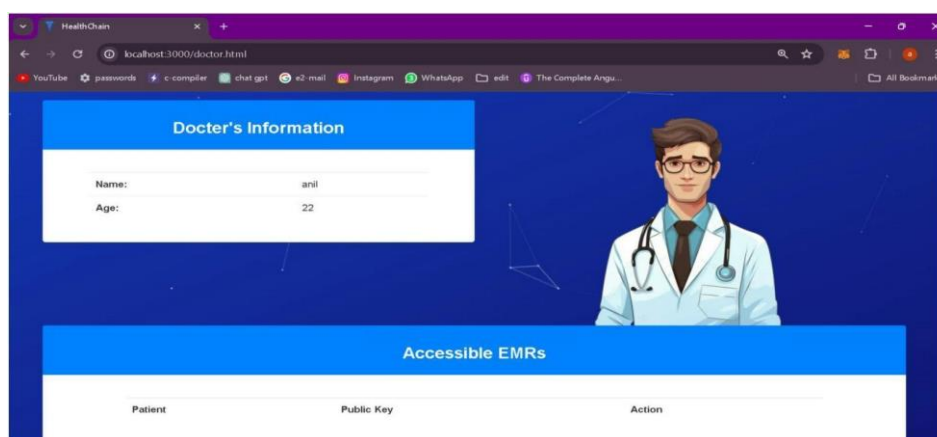 HealthChain
localhost:3000/doctor.html
YouTube passwords c-compiler chat gpt e2-mail Instagram WhatsApp edit The Complete Angu... All Bookmark
Docter's Information
Name: anil
Age: 22
Accessible EMRs
Patient Public Key Action